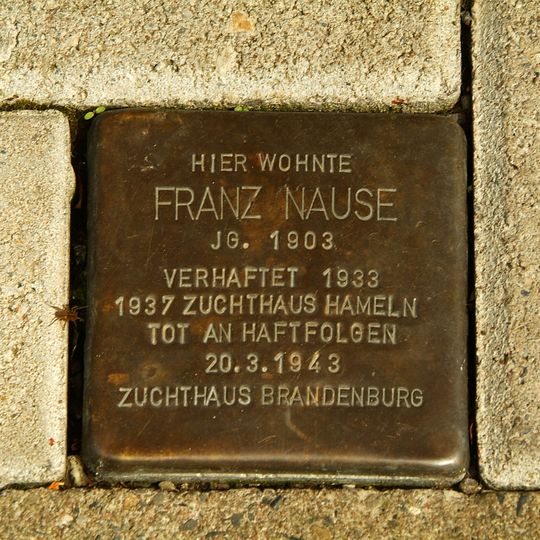 HIER WOHNTE
FRANZ NAUSE
JG. 1903
VERHAFTET 1933
1937 ZUCHTHAUS HAMELN
TOT AN HAFTFOLGEN
20.3.1943
ZUCHTHAUS BRANDENBURG